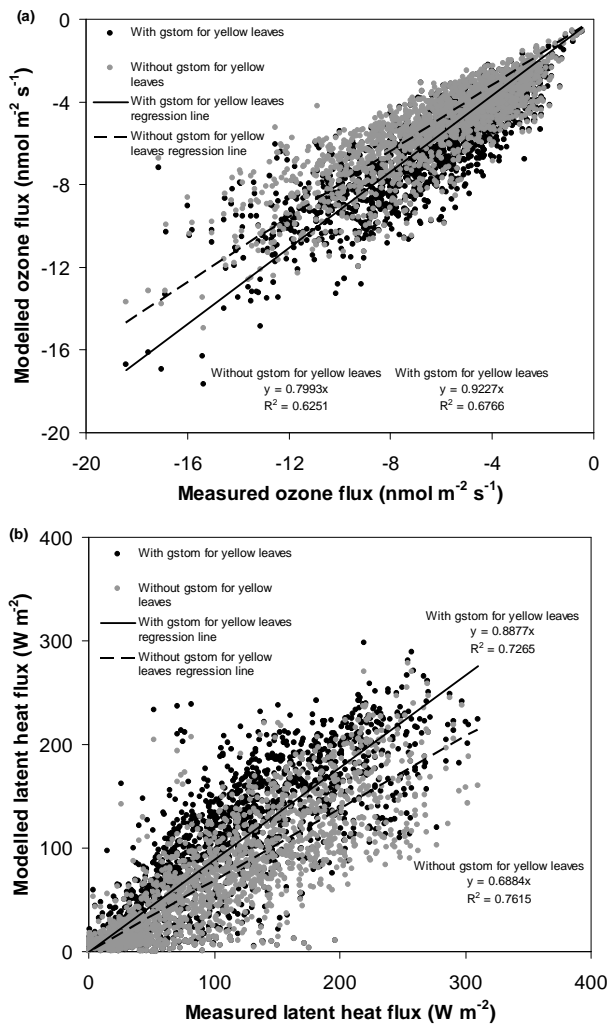 (a)
0
-4
-8
-12
-16
-20
Modelled ozone flux (nmol m⁻² s⁻¹)
With gstom for yellow leaves
Without gstom for yellow
leaves
With gstom for yellow leaves
regression line
Without gstom for yellow
leaves regression line
Without gstom for yellow leaves
y = 0.7993x
R² = 0.6251
With gstom for yellow leaves
y = 0.9227x
R² = 0.6766
-20 -16 -12 -8 -4 0
Measured ozone flux (nmol m⁻² s⁻¹)
(b)
400
300
200
100
0
Modelled latent heat flux (W m⁻²)
With gstom for yellow leaves
Without gstom for yellow
leaves
With gstom for yellow leaves
regression line
Without gstom for yellow
leaves regression line
With gstom for yellow leaves
y = 0.8877x
R² = 0.7265
Without gstom for yellow leaves
y = 0.6884x
R² = 0.7615
0 100 200 300 400
Measured latent heat flux (W m⁻²)